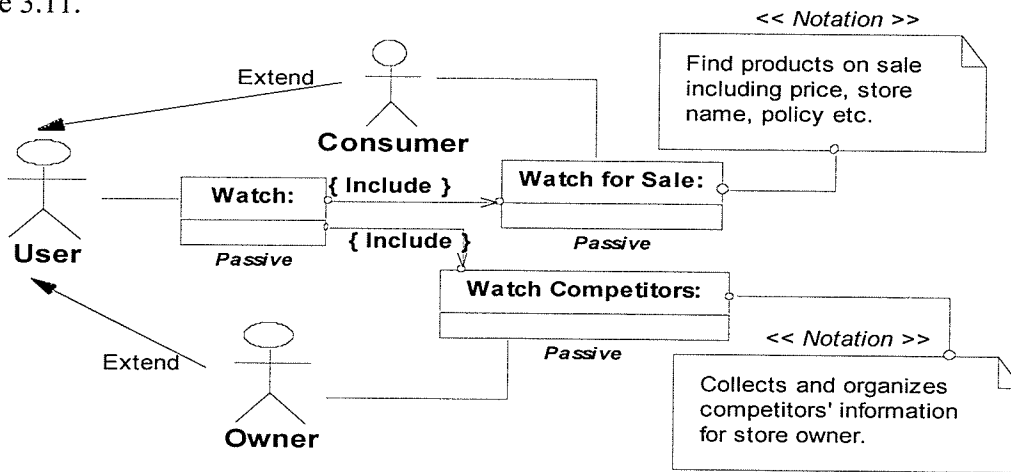 e 3.11.
<< Notation >>
Find products on sale
including price, store
name, policy etc.
Extend
Consumer
Watch for Sale:
Passive
{ Include }
Watch:
Passive
{ Include }
User
Watch Competitors:
Passive
<< Notation >>
Collects and organizes
competitors' information
for store owner.
Extend
Owner